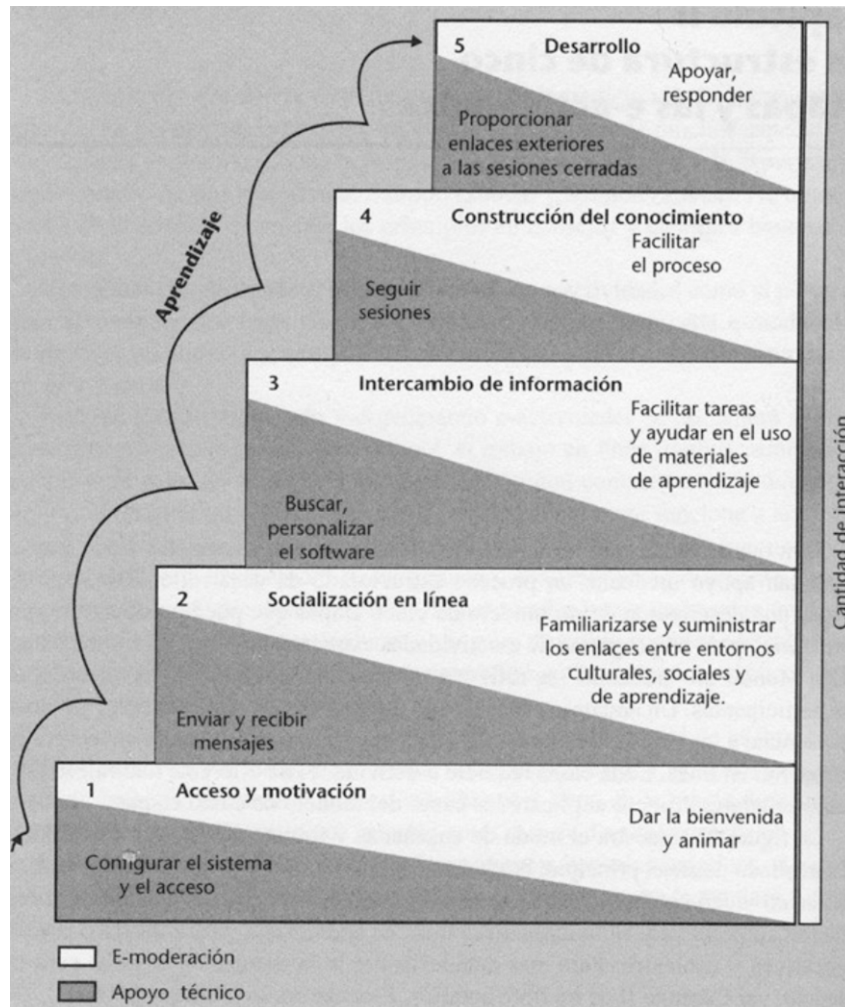 5 Desarrollo
Apoyar,
responder
Proporcionar
enlaces exteriores
a las sesiones cerradas
4 Construcción del conocimiento
Facilitar
el proceso
Seguir
sesiones
3 Intercambio de información
Facilitar tareas
y ayudar en el uso
de materiales
de aprendizaje
Buscar,
personalizar
el software
2 Socialización en línea
Familiarizarse y suministrar
los enlaces entre entornos
culturales, sociales y
de aprendizaje.
Enviar y recibir
mensajes
1 Acceso y motivación
Dar la bienvenida
y animar
Configurar el sistema
y el acceso
Aprendizaje
Cantidad de interacción
E-moderación
Apoyo técnico